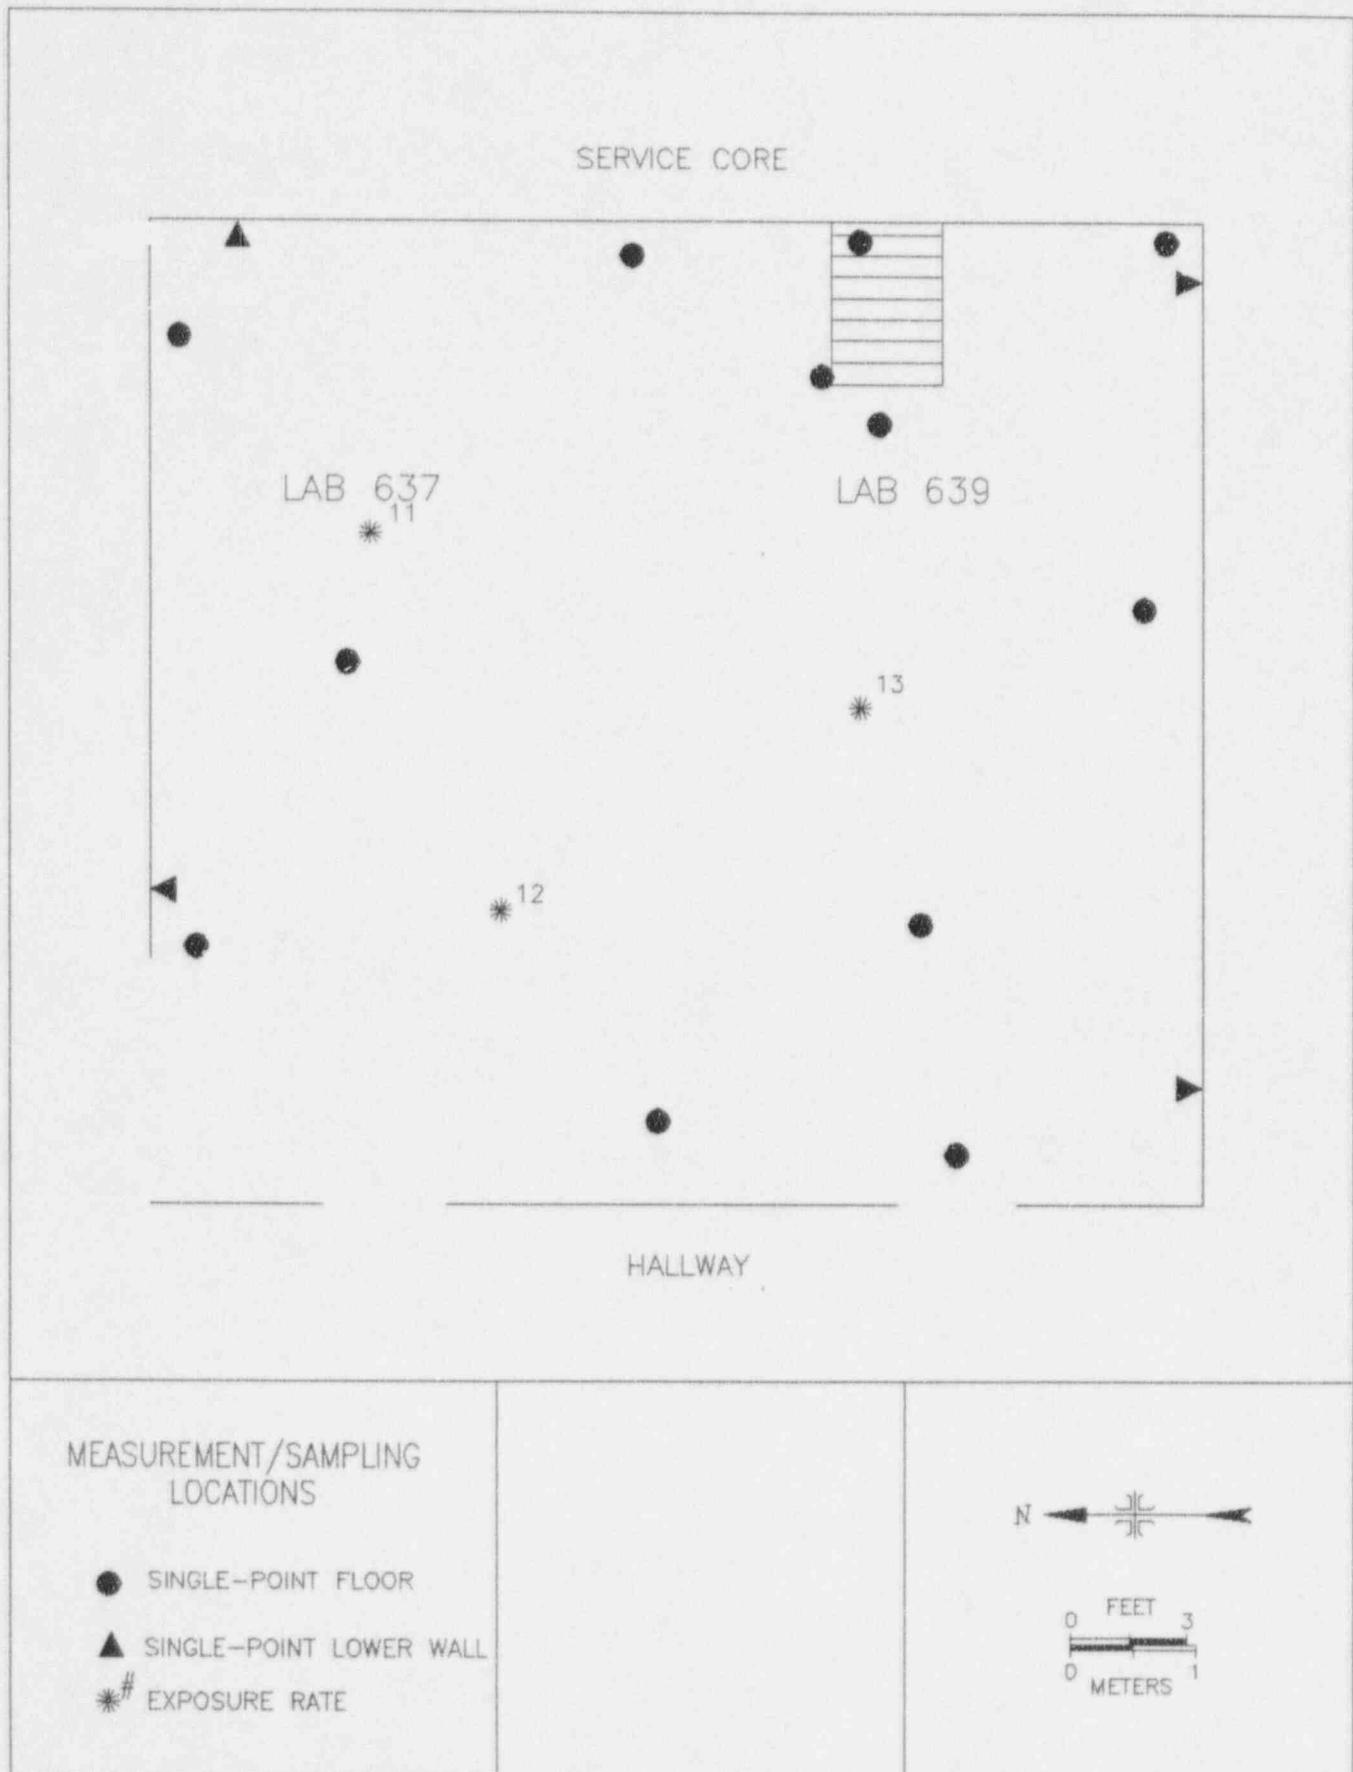 SERVICE CORE
LAB 637
LAB 639
11
13
12
HALLWAY
MEASUREMENT/SAMPLING
LOCATIONS
SINGLE-POINT FLOOR
SINGLE-POINT LOWER WALL
# EXPOSURE RATE
N
FEET
0 3
0 1
METERS